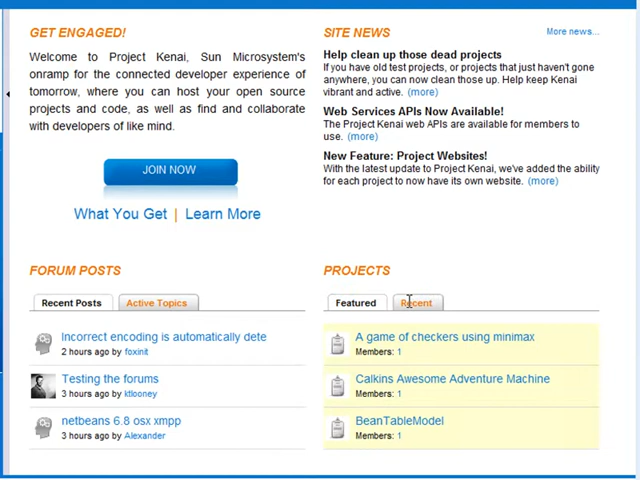 GET ENGAGED!
Welcome to Project Kenai, Sun Microsystem's
onramp for the connected developer experience of
tomorrow, where you can host your open source
projects and code, as well as find and collaborate
with developers of like mind.
JOIN NOW
What You Get | Learn More
SITE NEWS
More news...
Help clean up those dead projects
If you have old test projects, or projects that just haven't gone
anywhere, you can now clean those up. Help keep Kenai
vibrant and active. (more)
Web Services APIs Now Available!
The Project Kenai web APIs are available for members to
use. (more)
New Feature: Project Websites!
With the latest update to Project Kenai, we've added the ability
for each project to now have its own website. (more)
FORUM POSTS
Recent Posts
Active Topics
Incorrect encoding is automatically dete
2 hours ago by foxinit
Testing the forums
3 hours ago by ktlooney
netbeans 6.8 osx xmpp
3 hours ago by Alexander
PROJECTS
Featured
Recent
A game of checkers using minimax
Members: 1
Calkins Awesome Adventure Machine
Members: 1
BeanTableModel
Members: 1